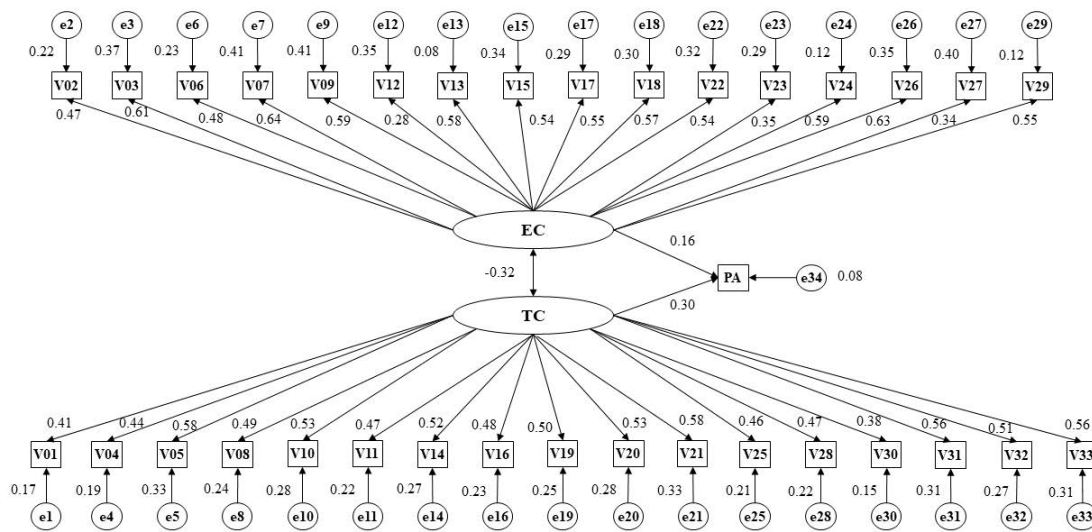 e2 e3 e6 e7 e9 e12 e13 e15 e17 e18 e22 e23 e24 e26 e27 e29
0.22 0.37 0.23 0.41 0.41 0.35 0.08 0.34 0.29 0.30 0.32 0.29 0.12 0.35 0.40 0.12
V02 V03 V06 V07 V09 V12 V13 V15 V17 V18 V22 V23 V24 V26 V27 V29
0.47 0.61 0.48 0.64 0.59 0.28 0.58 0.54 0.55 0.57 0.54 0.35 0.59 0.63 0.34 0.55
EC
0.16
-0.32
PA e34 0.08
0.30
TC
0.41 0.44 0.58 0.49 0.53 0.47 0.52 0.48 0.50 0.53 0.58 0.46 0.47 0.38 0.56 0.51 0.56
V01 V04 V05 V08 V10 V11 V14 V16 V19 V20 V21 V25 V28 V30 V31 V32 V33
0.17 0.19 0.33 0.24 0.28 0.22 0.27 0.23 0.25 0.28 0.33 0.21 0.22 0.15 0.31 0.27 0.31
e1 e4 e5 e8 e10 e11 e14 e16 e19 e20 e21 e25 e28 e30 e31 e32 e33